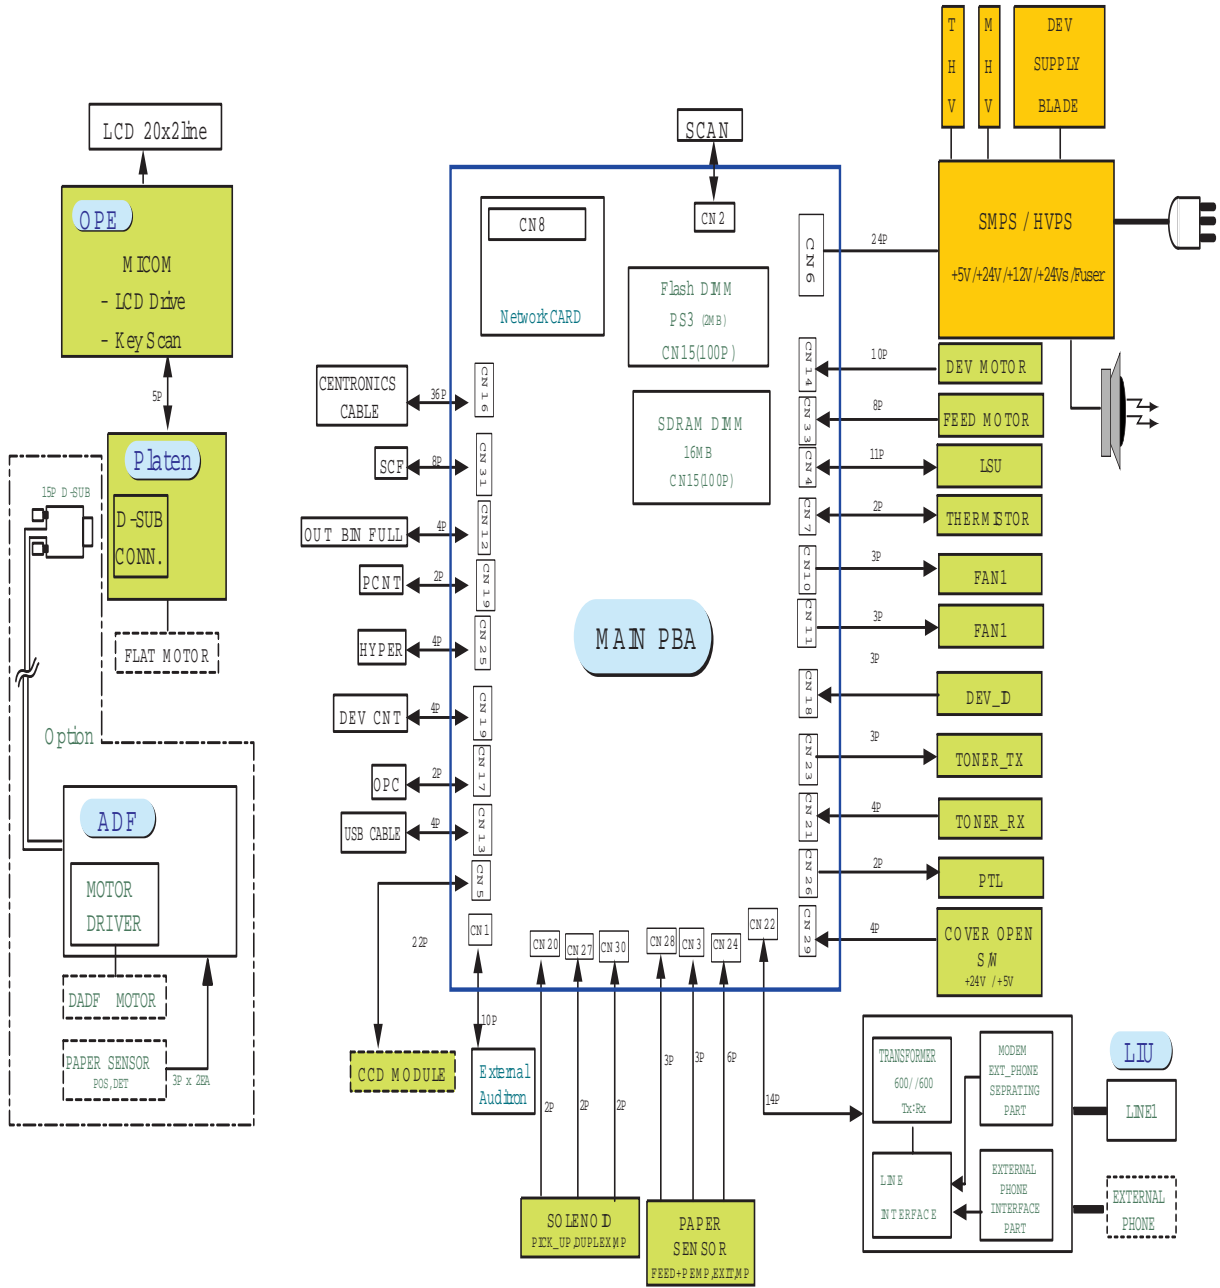 LCD 20x2line
OPE
MICOM
- LCD Drive
- Key Scan
5P
Platen
D-SUB
CONN.
15P D-SUB
FLAT MOTOR
Option
ADF
MOTOR
DRIVER
DADF MOTOR
PAPER SENSOR
POS,DET
3P x 2EA
SCAN
CN2
CN8
Network CARD
Flash DIMM
PS3 (2MB)
CN15(100P)
SDRAM DIMM
16MB
CN15(100P)
MAIN PBA
CENTRONICS
CABLE
36P
CN16
SCF
8P
CN31
OUT BIN FULL
4P
CN12
PCNT
2P
CN19
HYPER
4P
CN25
DEV CNT
4P
CN19
OPC
2P
CN17
USB CABLE
4P
CN13
CN5
22P
CCD MODULE
CN1
10P
External
Auditron
CN20
CN27
CN30
2P
2P
2P
SOLENOID
PICK_UP,DUPLEX,MP
CN28
CN3
CN24
3P
3P
6P
PAPER
SENSOR
FEED+P.EMP,EXIT,MP
CN22
14P
T
H
V
M
H
V
DEV
SUPPLY
BLADE
SMPS / HVPS
+5V/+24V/+12V/+24Vs/Fuser
24P
CN6
CN14
10P
DEV MOTOR
CN33
8P
FEED MOTOR
CN4
11P
LSU
CN7
2P
THERMISTOR
CN10
3P
FAN1
CN11
3P
FAN1
CN18
3P
DEV_ID
CN23
3P
TONER_TX
CN21
4P
TONER_RX
CN26
2P
PTL
CN29
4P
COVER OPEN
S/W
+24V / +5V
TRANSFORMER
600//600
Tx:Rx
MODEM
EXT_PHONE
SEPRATING
PART
LINE
INTERFACE
EXTERNAL
PHONE
INTERFACE
PART
LIU
LINE1
EXTERNAL
PHONE